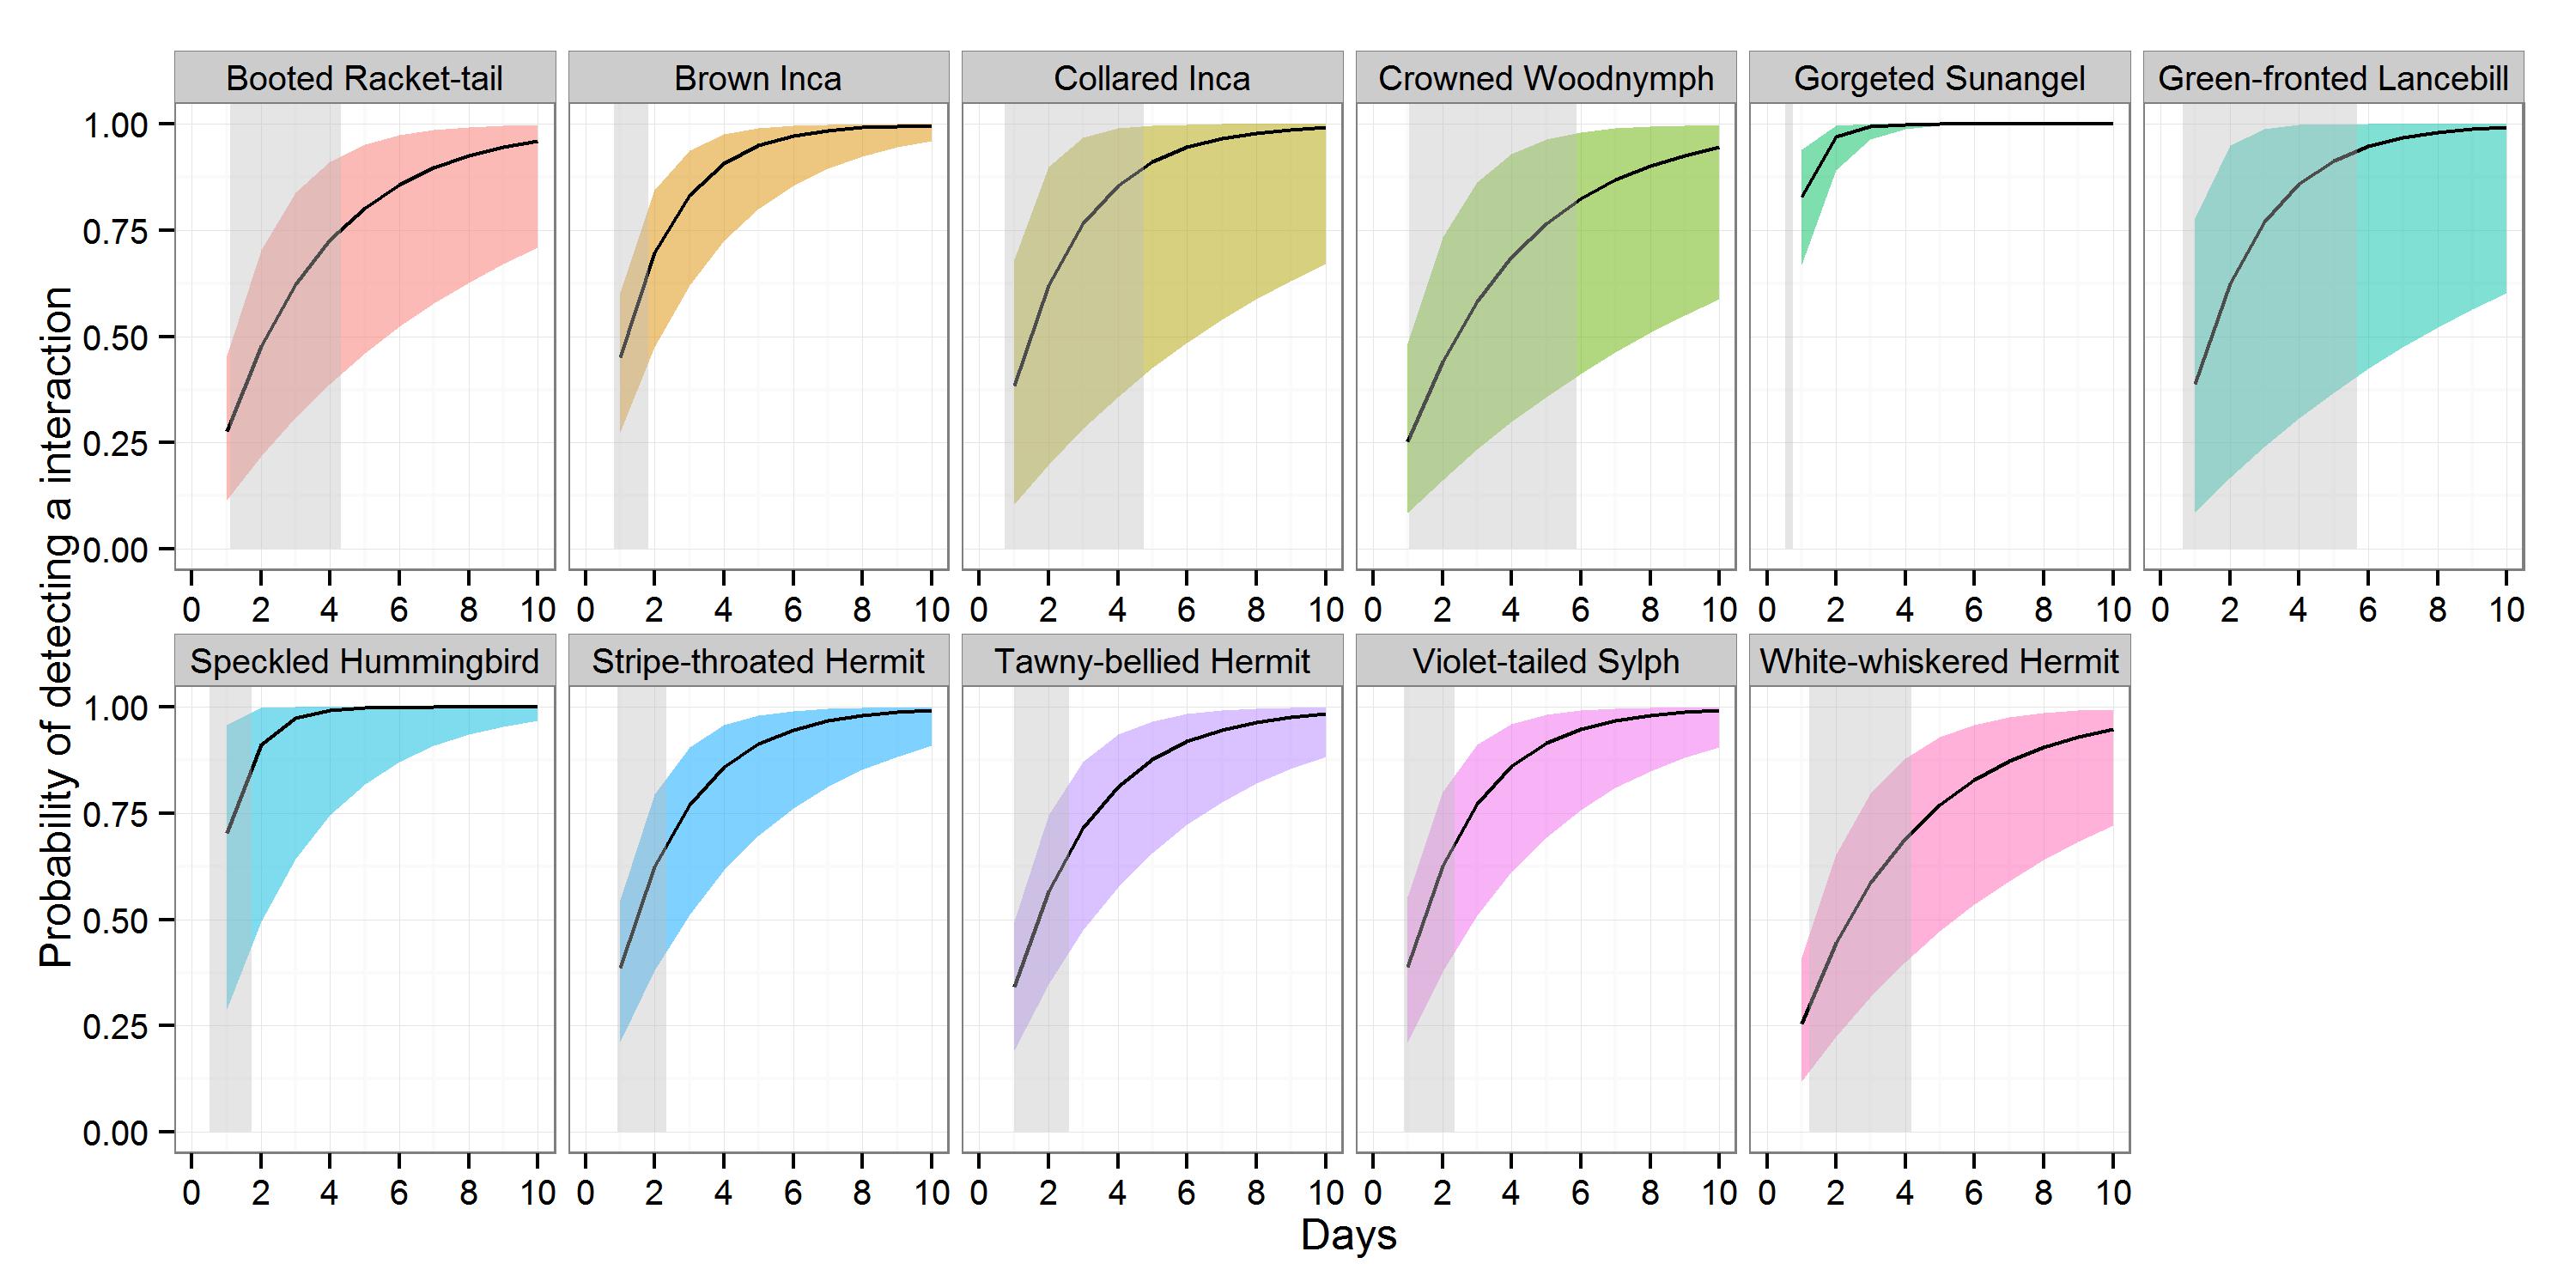 Booted Racket-tail Brown Inca Collared Inca Crowned Woodnymph Gorgeted Sunangel Green-fronted Lancebill
1.00
0.75
0.50
0.25
0.00
0 2 4 6 8 10 0 2 4 6 8 10 0 2 4 6 8 10 0 2 4 6 8 10 0 2 4 6 8 10 0 2 4 6 8 10
Speckled Hummingbird Stripe-throated Hermit Tawny-bellied Hermit Violet-tailed Sylph White-whiskered Hermit
1.00
0.75
0.50
0.25
0.00
0 2 4 6 8 10 0 2 4 6 8 10 0 2 4 6 8 10 0 2 4 6 8 10 0 2 4 6 8 10
Days
Probability of detecting a interaction